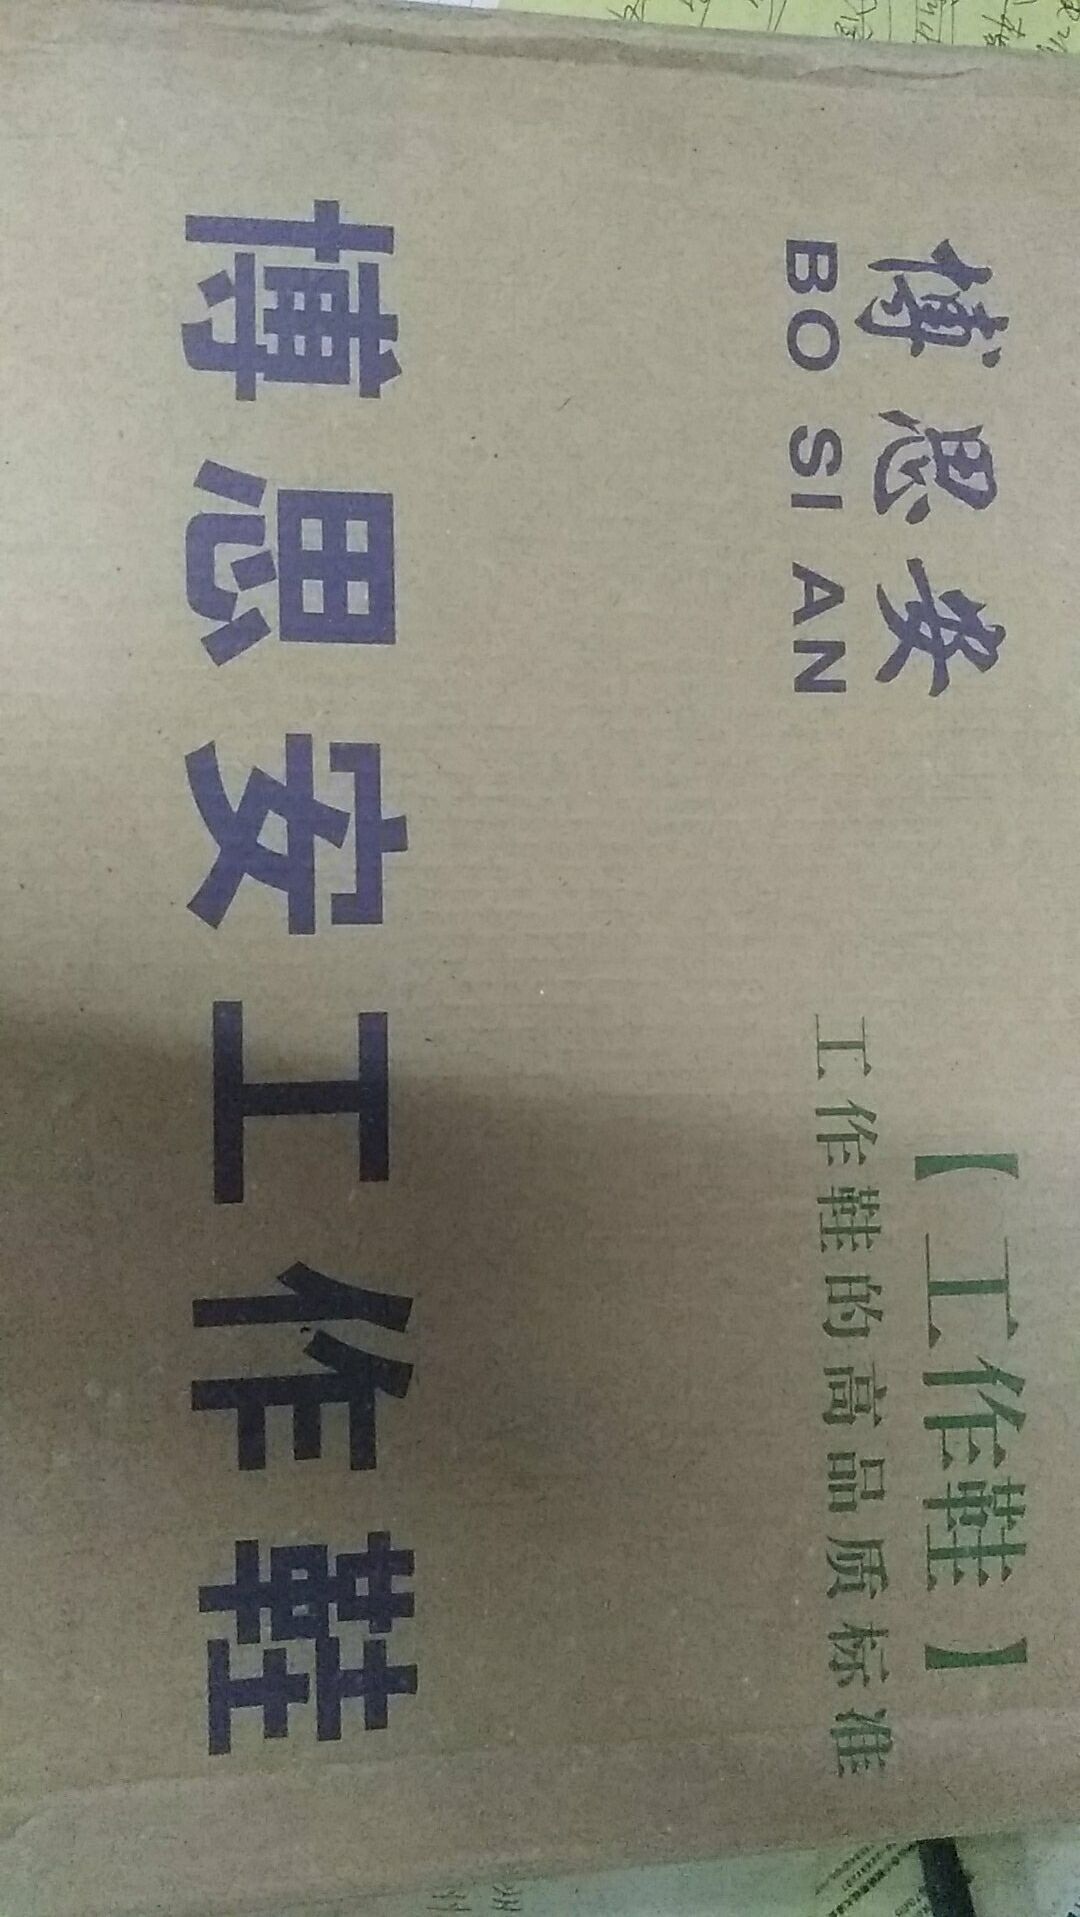 博思安
BO SI AN
【工作鞋】
工作鞋的高品质标准
博思安工作鞋